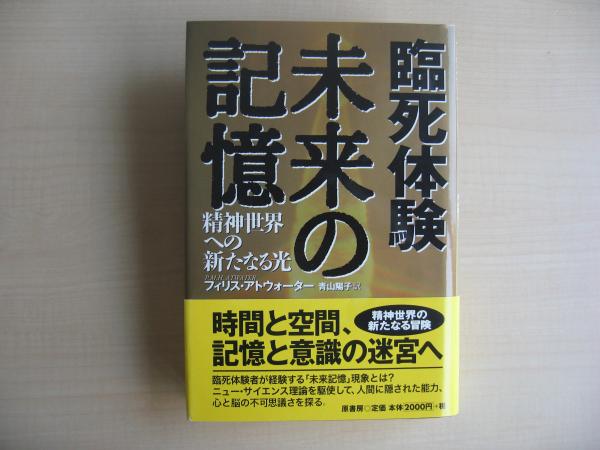 臨死体験
未来の
記憶
精神世界
への
新たなる光
P.M.H.ATWATER
フィリス・アトウォーター 青山陽子 訳
時間と空間、
記憶と意識の迷宮へ
精神世界の
新たなる冒険
臨死体験者が経験する「未来記憶」現象とは?
ニュー・サイエンス理論を駆使して、人間に隠された能力、
心と脳の不可思議さを探る。
原書房◯定価 本体2000円+税